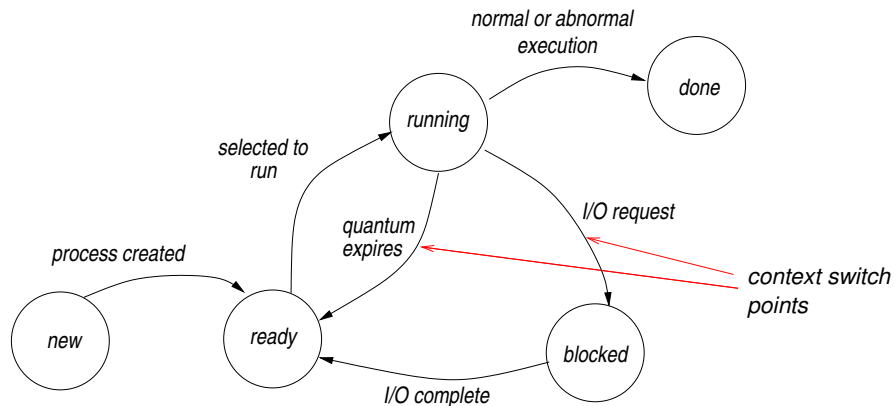 normal or abnormal
execution
done
running
selected to
run
I/O request
quantum
expires
process created
context switch
points
new
ready
blocked
I/O complete